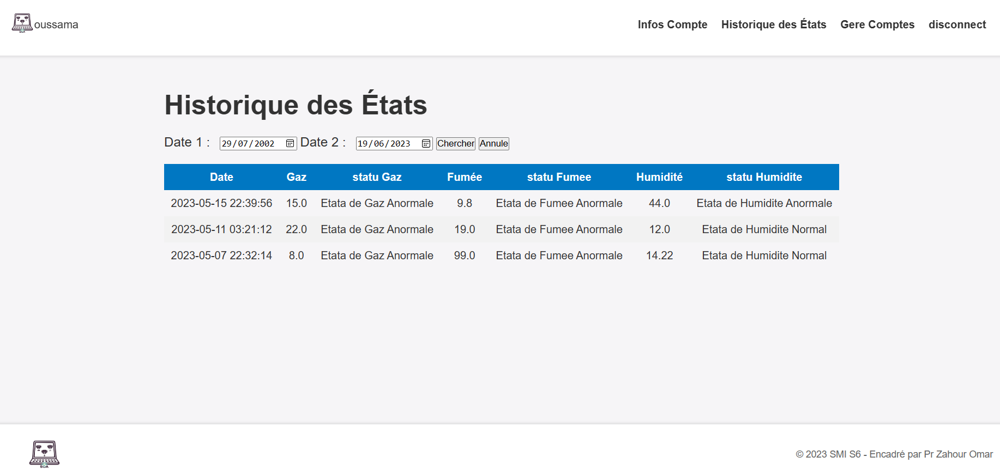 oussama Infos Compte Historique des États Gere Comptes disconnect
Historique des États
Date 1 : 29/07/2002 Date 2 : 19/06/2023 Chercher Annule
Date Gaz statu Gaz Fumée statu Fumee Humidité statu Humidite
2023-05-15 22:39:56 15.0 Etata de Gaz Anormale 9.8 Etata de Fumee Anormale 44.0 Etata de Humidite Anormale
2023-05-11 03:21:12 22.0 Etata de Gaz Anormale 19.0 Etata de Fumee Anormale 12.0 Etata de Humidite Normal
2023-05-07 22:32:14 8.0 Etata de Gaz Anormale 99.0 Etata de Fumee Anormale 14.22 Etata de Humidite Normal
SOA
© 2023 SMI S6 - Encadré par Pr Zahour Omar